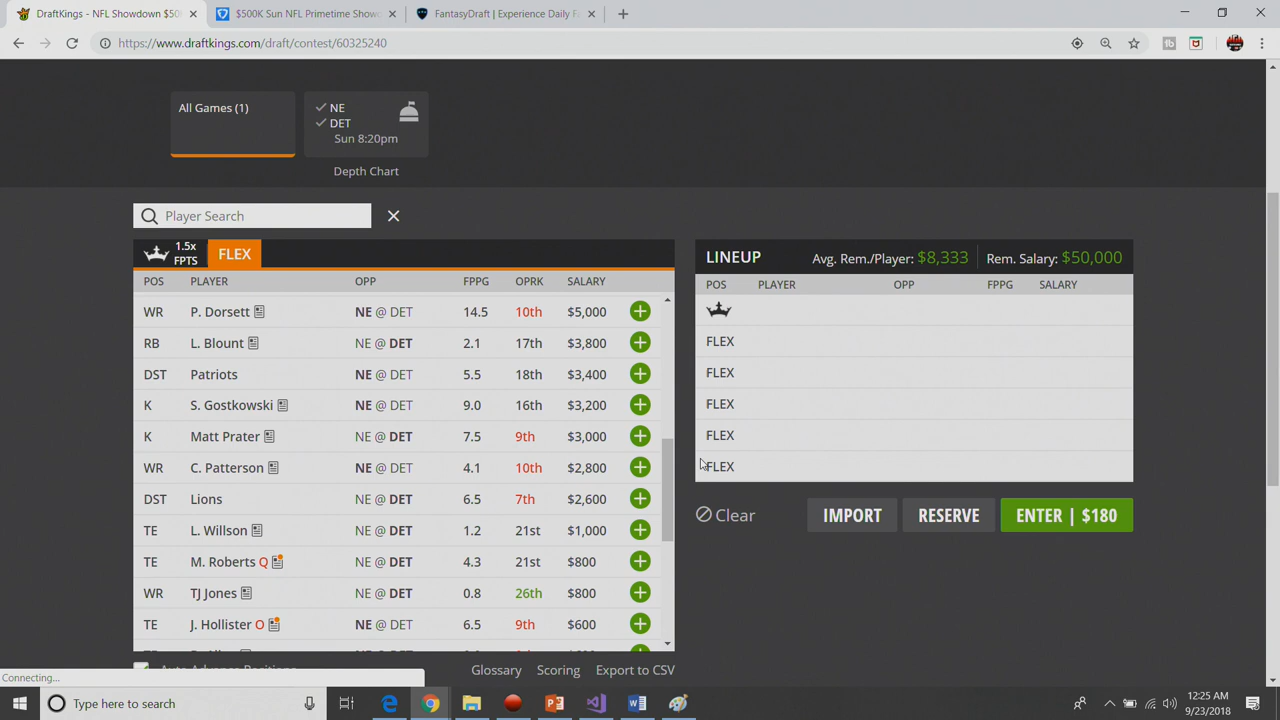 DraftKings - NFL Showdown $50
$500K Sun NFL Primetime Show
FantasyDraft | Experience Daily F
https://www.draftkings.com/draft/contest/60325240
All Games (1)
NE
DET
Sun 8:20pm
Depth Chart
Player Search
1.5x FPTS FLEX
POS PLAYER OPP FPPG OPRK SALARY
WR P. Dorsett NE @ DET 14.5 10th $5,000
RB L. Blount NE @ DET 2.1 17th $3,800
DST Patriots NE @ DET 5.5 18th $3,400
K S. Gostkowski NE @ DET 9.0 16th $3,200
K Matt Prater NE @ DET 7.5 9th $3,000
WR C. Patterson NE @ DET 4.1 10th $2,800
DST Lions NE @ DET 6.5 7th $2,600
TE L. Willson NE @ DET 1.2 21st $1,000
TE M. Roberts Q NE @ DET 4.3 21st $800
WR TJ Jones NE @ DET 0.8 26th $800
TE J. Hollister O NE @ DET 6.5 9th $600
Auto Advance Positions
Glossary Scoring Export to CSV
LINEUP Avg. Rem./Player: $8,333 Rem. Salary: $50,000
POS PLAYER OPP FPPG SALARY
FLEX
FLEX
FLEX
FLEX
FLEX
Clear IMPORT RESERVE ENTER | $180
Connecting...
Type here to search
12:25 AM
9/23/2018